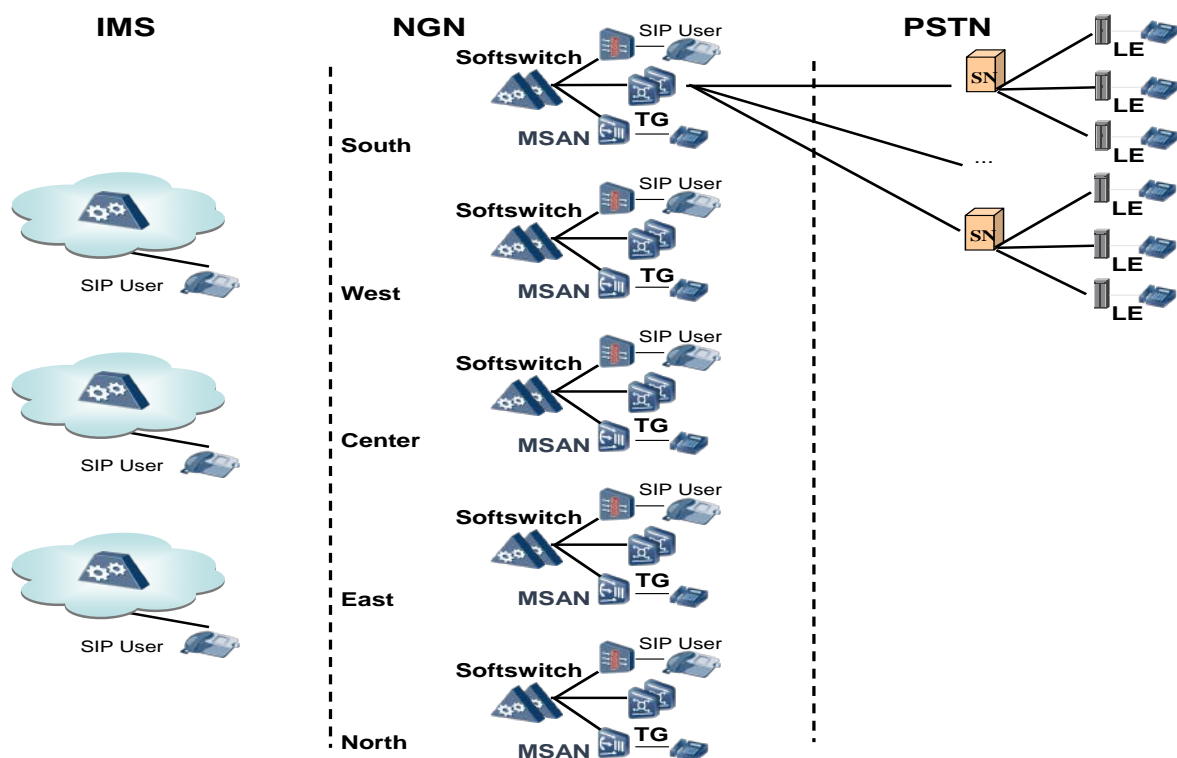 IMS
NGN
PSTN
SIP User
Softswitch
TG
MSAN
South
SN
LE
LE
LE
...
SIP User
Softswitch
TG
MSAN
West
SN
LE
LE
LE
SIP User
SIP User
Softswitch
TG
MSAN
Center
SIP User
SIP User
Softswitch
TG
MSAN
East
SIP User
SIP User
Softswitch
TG
MSAN
North